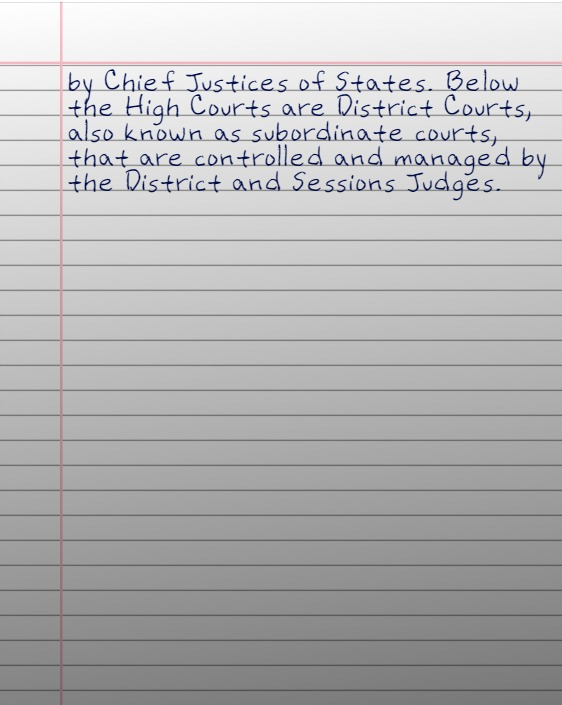 by Chief Justices of States. Below
the High Courts are District Courts,
also known as subordinate courts,
that are controlled and managed by
the District and Sessions Judges.